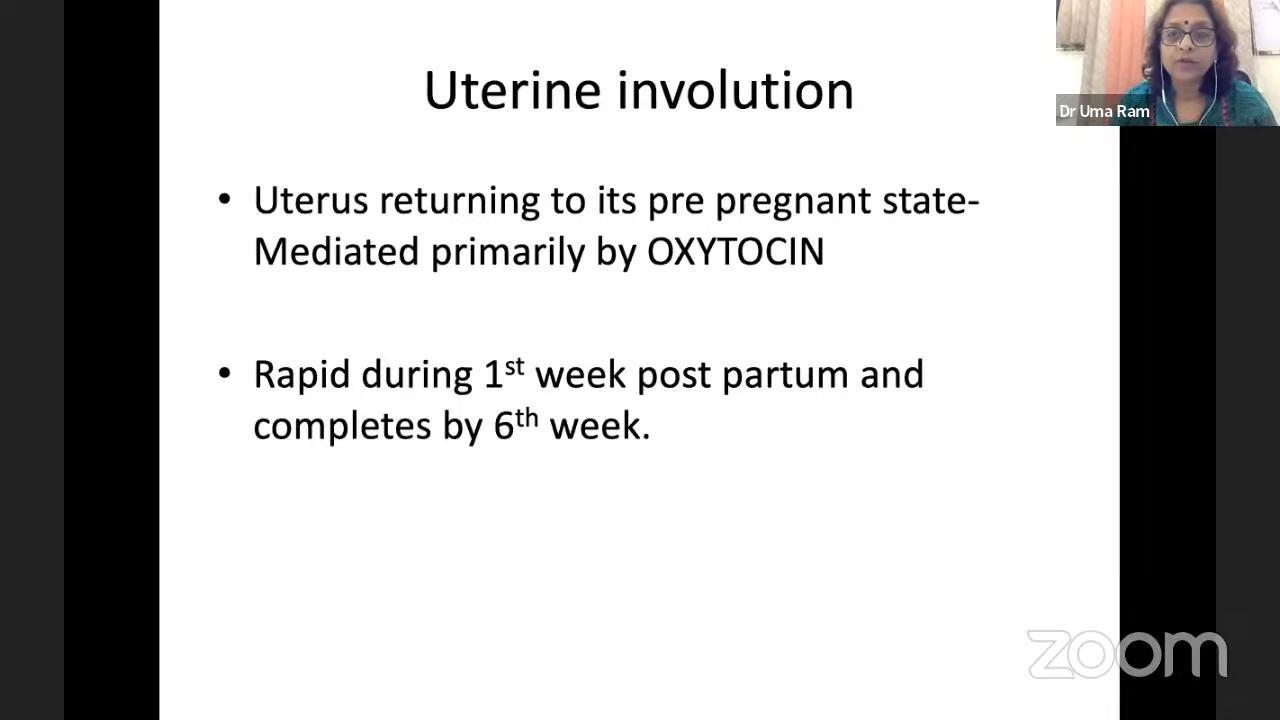 Uterine involution
Dr Uma Ram
• Uterus returning to its pre pregnant state-
Mediated primarily by OXYTOCIN
• Rapid during 1st week post partum and
completes by 6th week.
zoom